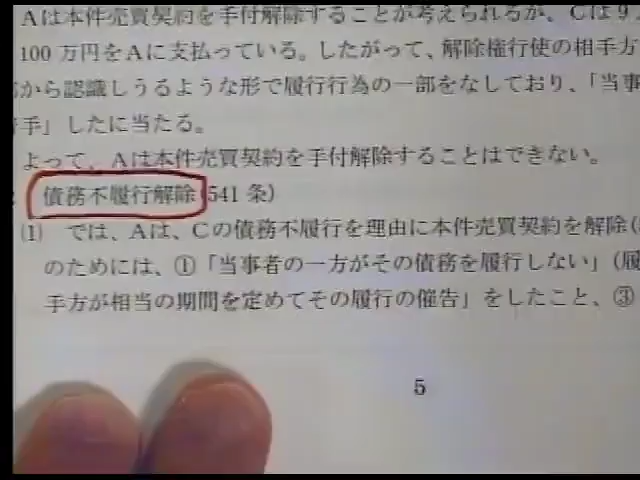 Aは本件売買契約を手付解除することが考えられるが、Cは9
100万円をAに支払っている。したがって、解除権行使の相手方
から認識しうるような形で履行行為の一部をなしており、「当事
手」したに当たる。
よって、Aは本件売買契約を手付解除することはできない。
債務不履行解除(541条)
(1) では、Aは、Cの債務不履行を理由に本件売買契約を解除(
のためには、①「当事者の一方がその債務を履行しない」(履
手方が相当の期間を定めてその履行の催告」をしたこと、③
5